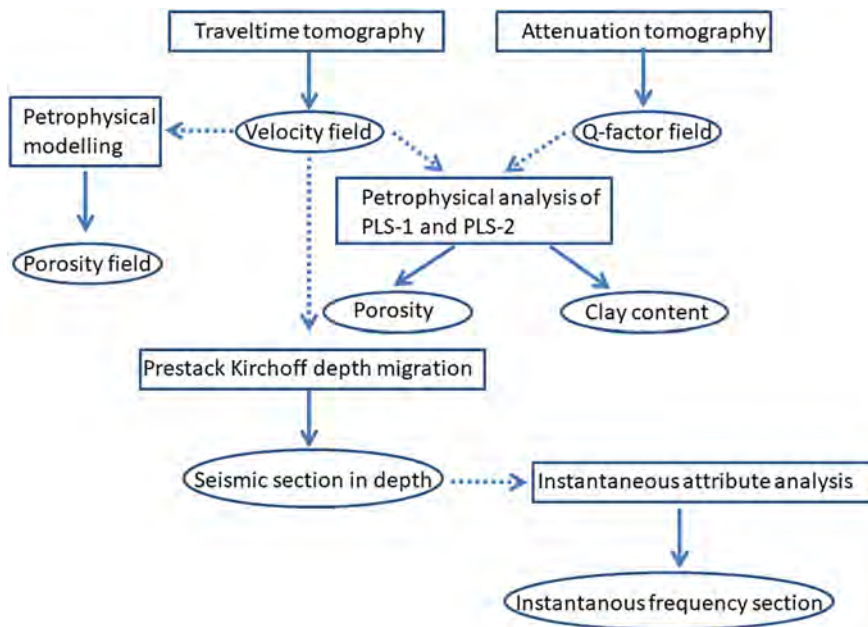 Traveltime tomography
Attenuation tomography
Petrophysical
modelling
Velocity field
Q-factor field
Petrophysical analysis of
PLS-1 and PLS-2
Porosity field
Porosity
Clay content
Prestack Kirchoff depth migration
Seismic section in depth
Instantaneous attribute analysis
Instantanous frequency section